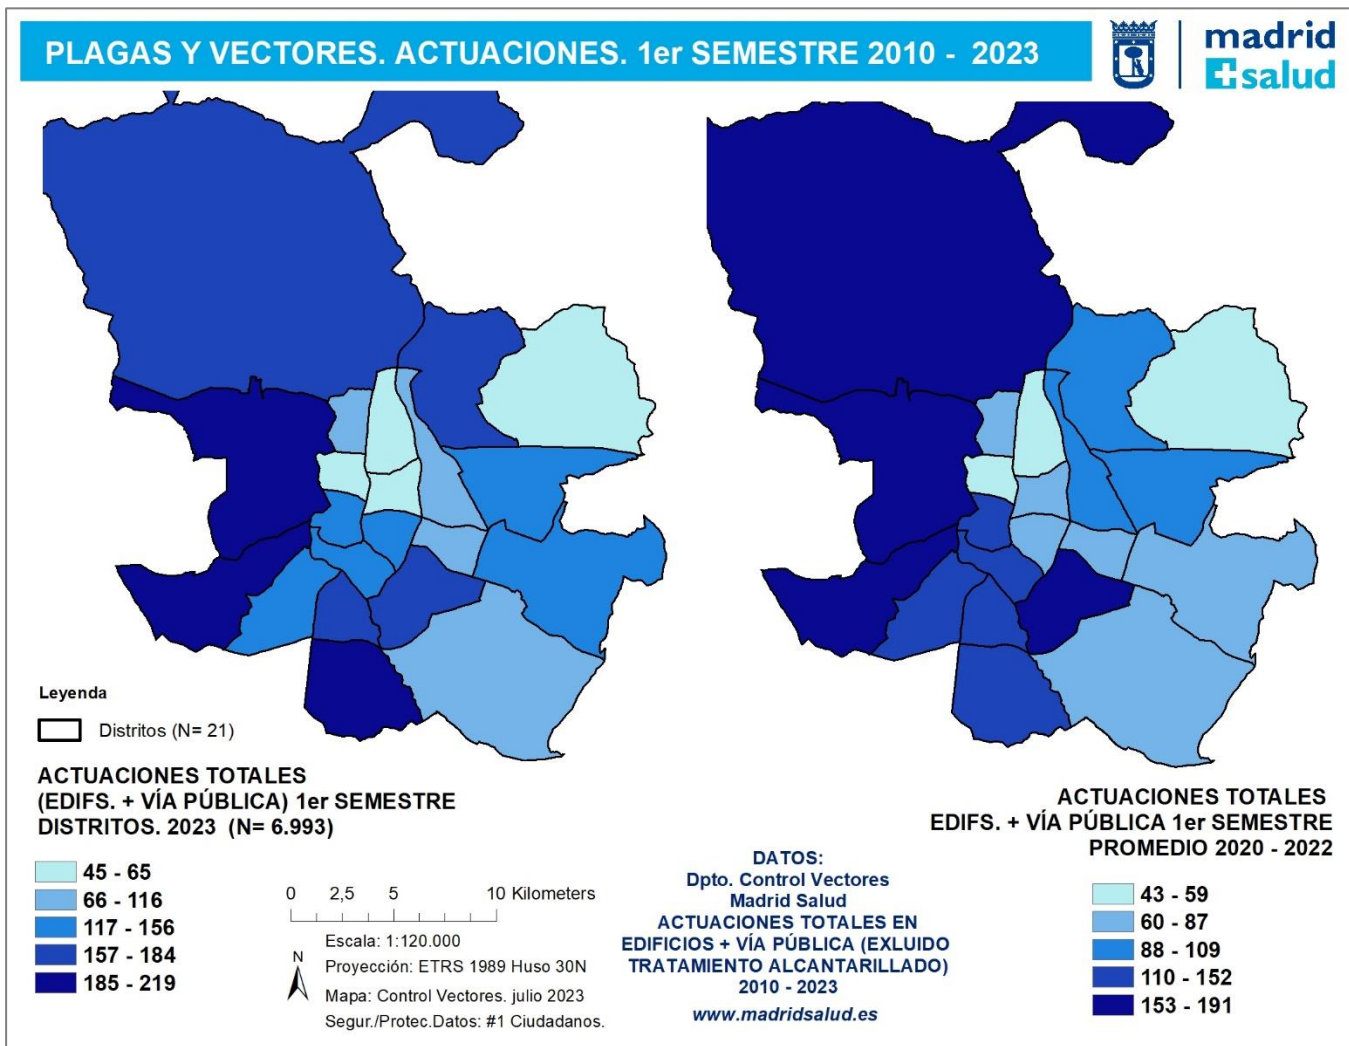 PLAGAS Y VECTORES. ACTUACIONES. 1er SEMESTRE 2010 - 2023
madrid
salud
Leyenda
Distritos (N= 21)
ACTUACIONES TOTALES
(EDIFS. + VÍA PÚBLICA) 1er SEMESTRE
DISTRITOS. 2023 (N= 6.993)
45 - 65
66 - 116
117 - 156
157 - 184
185 - 219
0 2,5 5 10 Kilometers
N
Escala: 1:120.000
Proyección: ETRS 1989 Huso 30N
Mapa: Control Vectores. julio 2023
Segur./Protec.Datos: #1 Ciudadanos.
DATOS:
Dpto. Control Vectores
Madrid Salud
ACTUACIONES TOTALES EN
EDIFICIOS + VÍA PÚBLICA (EXLUIDO
TRATAMIENTO ALCANTARILLADO)
2010 - 2023
www.madridsalud.es
ACTUACIONES TOTALES
EDIFS. + VÍA PÚBLICA 1er SEMESTRE
PROMEDIO 2020 - 2022
43 - 59
60 - 87
88 - 109
110 - 152
153 - 191